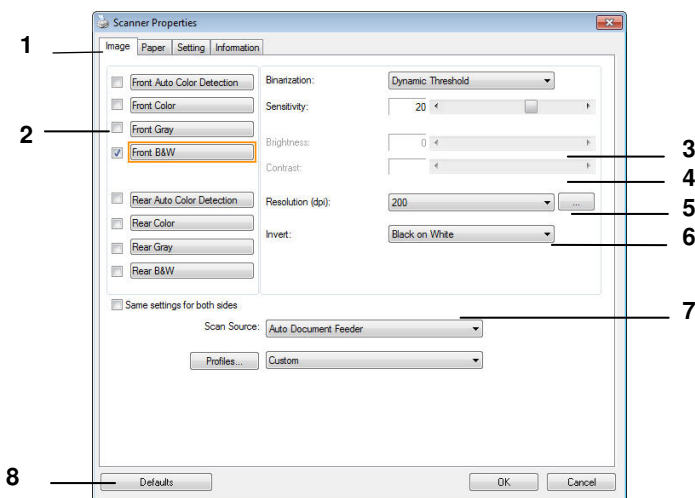 Scanner Properties
1
Image Paper Setting Information
Front Auto Color Detection
Front Color
2
Front Gray
Front B&W
Rear Auto Color Detection
Rear Color
Rear Gray
Rear B&W
Binarization: Dynamic Threshold
Sensitivity: 20
Brightness: 0
3
Contrast:
4
Resolution (dpi): 200 ...
5
Invert: Black on White
6
Same settings for both sides
7
Scan Source: Auto Document Feeder
Profiles... Custom
8
Defaults OK Cancel